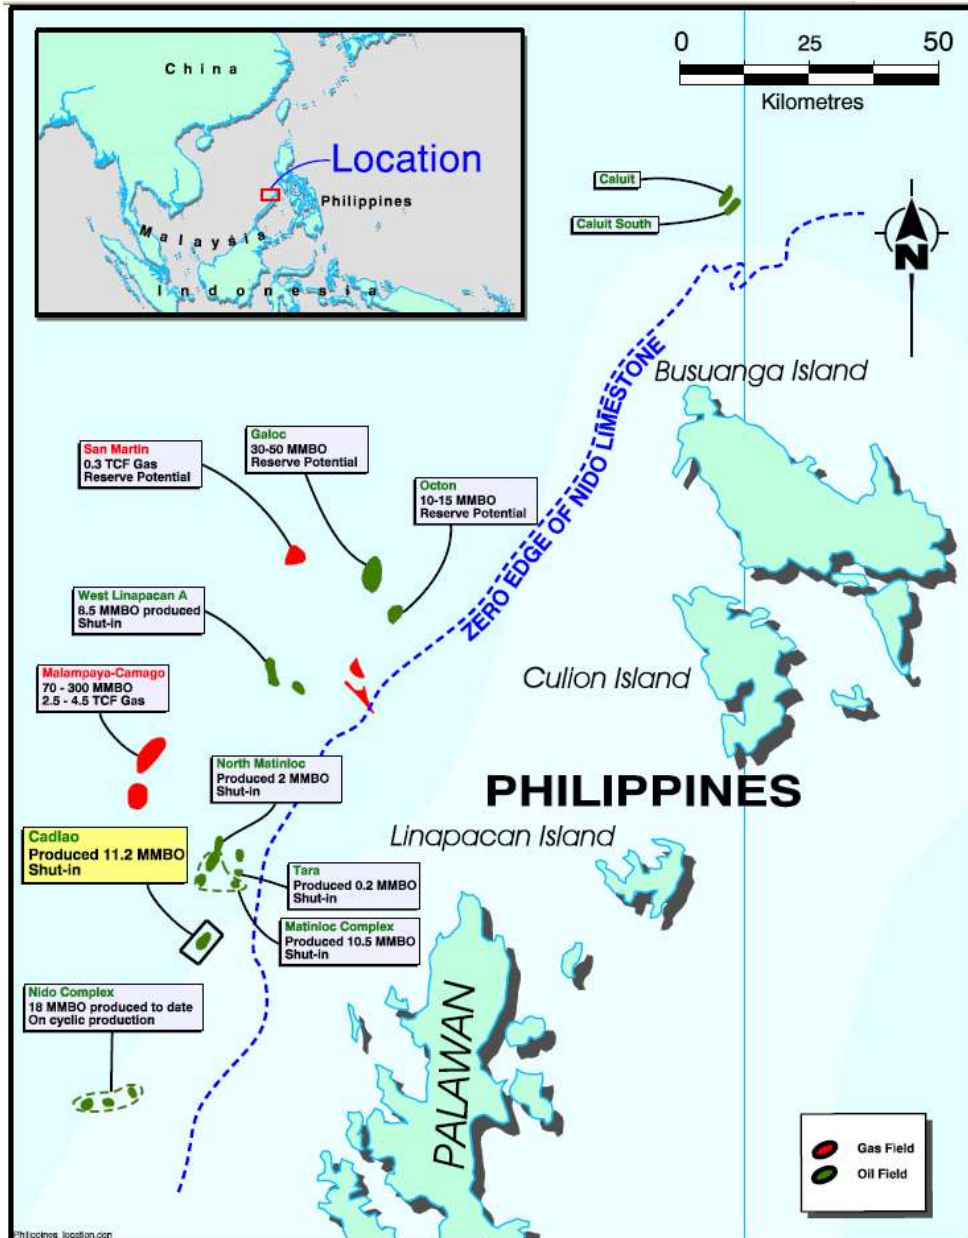 China
Location
Philippines
Malaysia
Indonesia
0 25 50
Kilometres
Caluit
Caluit South
N
ZERO EDGE OF NIDO LIMESTONE
Busuanga Island
San Martin
0.3 TCF Gas
Reserve Potential
Galoc
30-50 MMBO
Reserve Potential
Octon
10-15 MMBO
Reserve Potential
West Linapacan A
8.5 MMBO produced
Shut-in
Malampaya-Camago
70 - 300 MMBO
2.5 - 4.5 TCF Gas
Culion Island
North Matinloc
Produced 2 MMBO
Shut-in
PHILIPPINES
Linapacan Island
Cadlao
Produced 11.2 MMBO
Shut-in
Tara
Produced 0.2 MMBO
Shut-in
Matinloc Complex
Produced 10.5 MMBO
Shut-in
Nido Complex
18 MMBO produced to date
On cyclic production
PALAWAN
Gas Field
Oil Field
Philippines_location.dgn